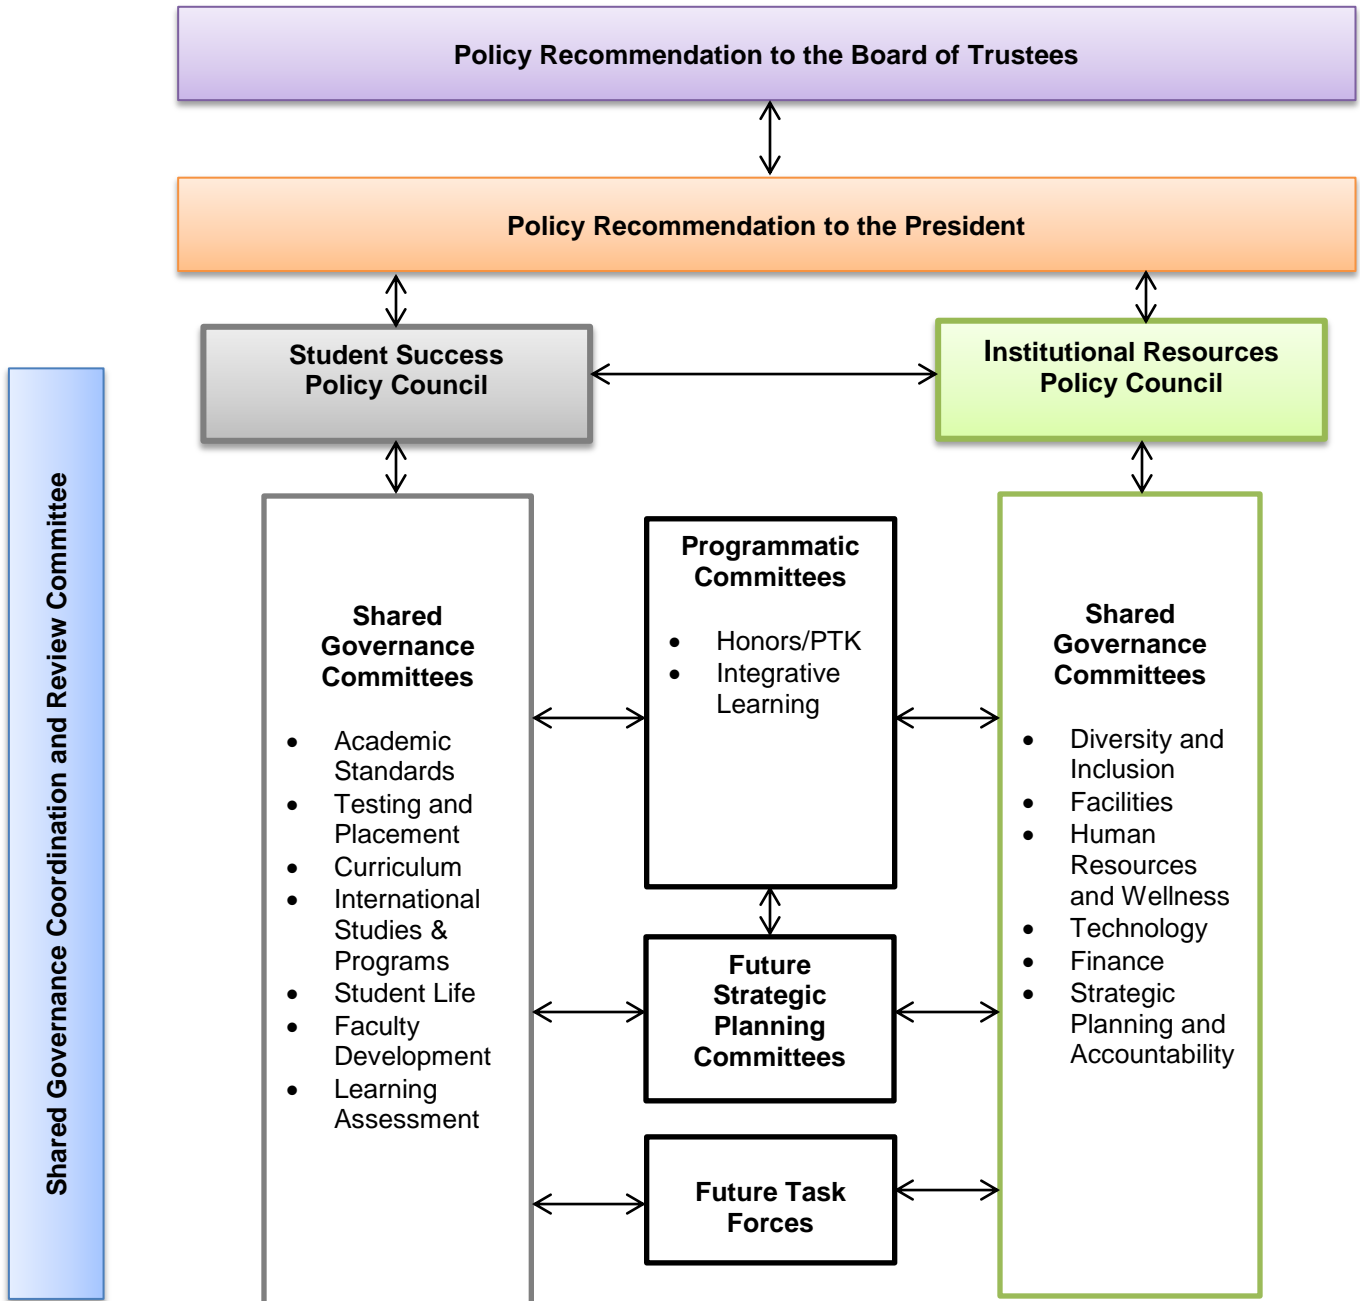 Policy Recommendation to the Board of Trustees
Policy Recommendation to the President
Student Success
Policy Council
Institutional Resources
Policy Council
Shared Governance Coordination and Review Committee
Shared
Governance
Committees
• Academic
Standards
• Testing and
Placement
• Curriculum
• International
Studies &
Programs
• Student Life
• Faculty
Development
• Learning
Assessment
Programmatic
Committees
• Honors/PTK
• Integrative
Learning
Future
Strategic
Planning
Committees
Future Task
Forces
Shared
Governance
Committees
• Diversity and
Inclusion
• Facilities
• Human
Resources
and Wellness
• Technology
• Finance
• Strategic
Planning and
Accountability